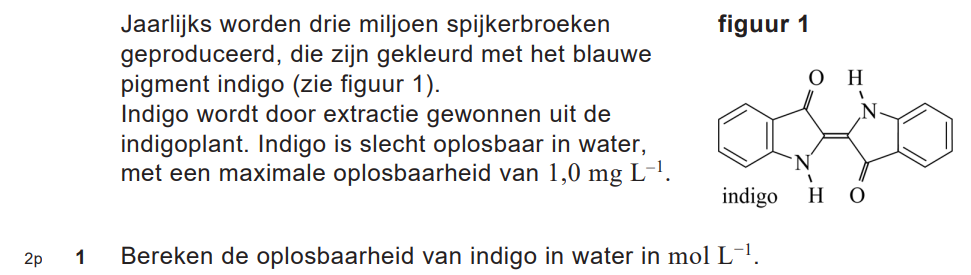 Jaarlijks worden drie miljoen spijkerbroeken
geproduceerd, die zijn gekleurd met het blauwe
pigment indigo (zie figuur 1).
Indigo wordt door extractie gewonnen uit de
indigoplant. Indigo is slecht oplosbaar in water,
met een maximale oplosbaarheid van 1,0 mg L⁻¹.
figuur 1
O H
N
N
indigo H O
2p 1 Bereken de oplosbaarheid van indigo in water in mol L⁻¹.